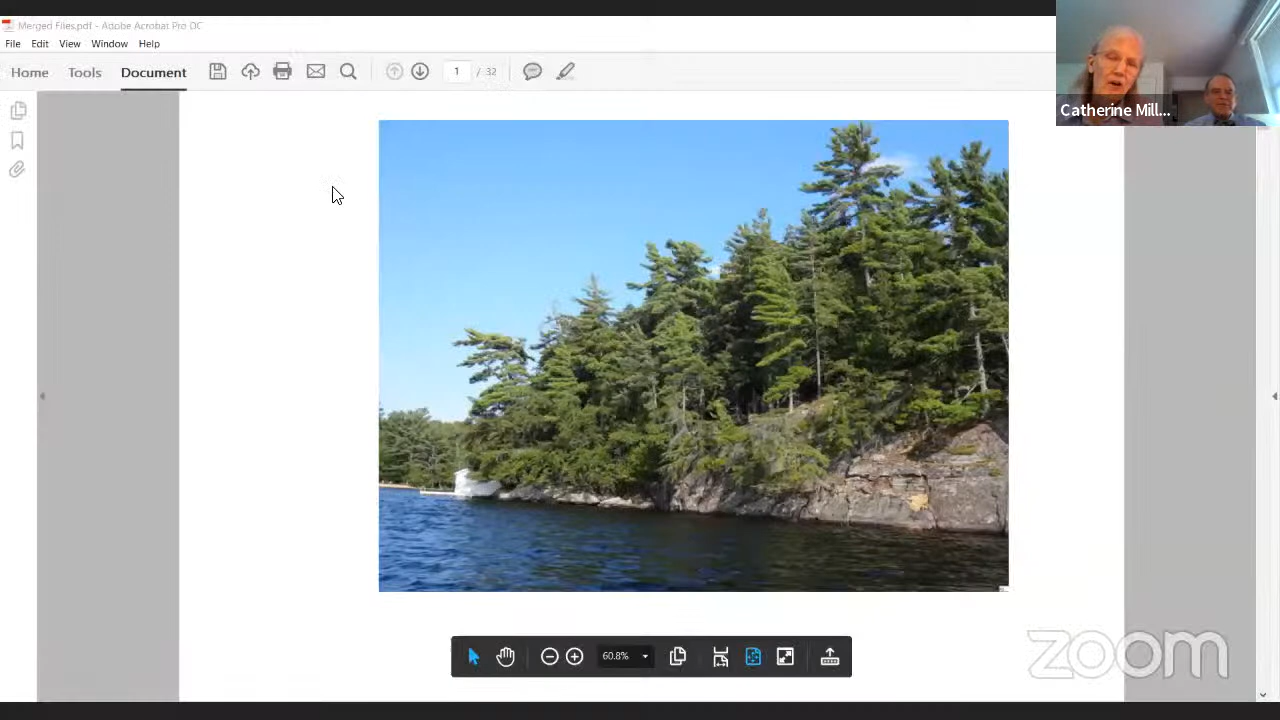 Merged Files.pdf - Adobe Acrobat Pro DC
File Edit View Window Help
Home Tools Document 1 / 32
Catherine Mill...
60.8%
zoom